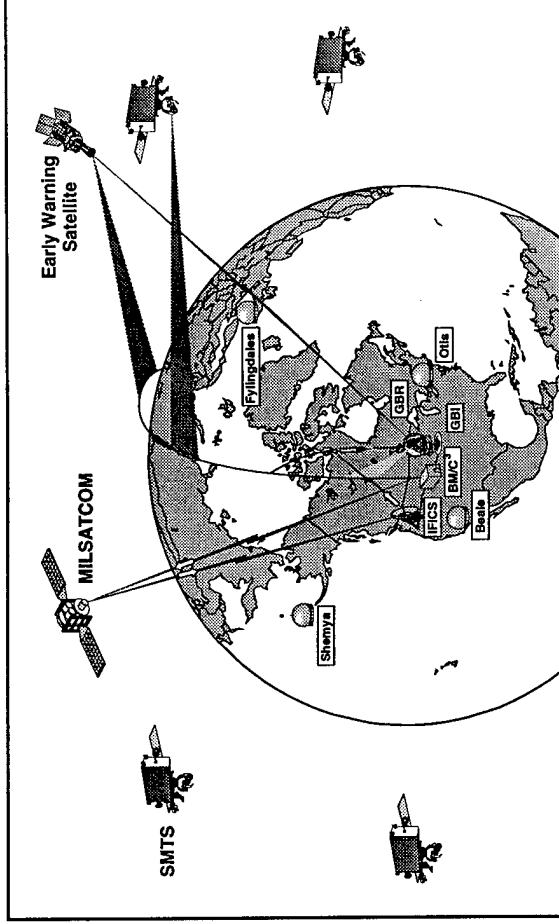 Early Warning
Satellite
MILSATCOM
SMTS
Fylingdales
Shemya
GBR
Otis
IFICS
BM/C³
GBI
Beale